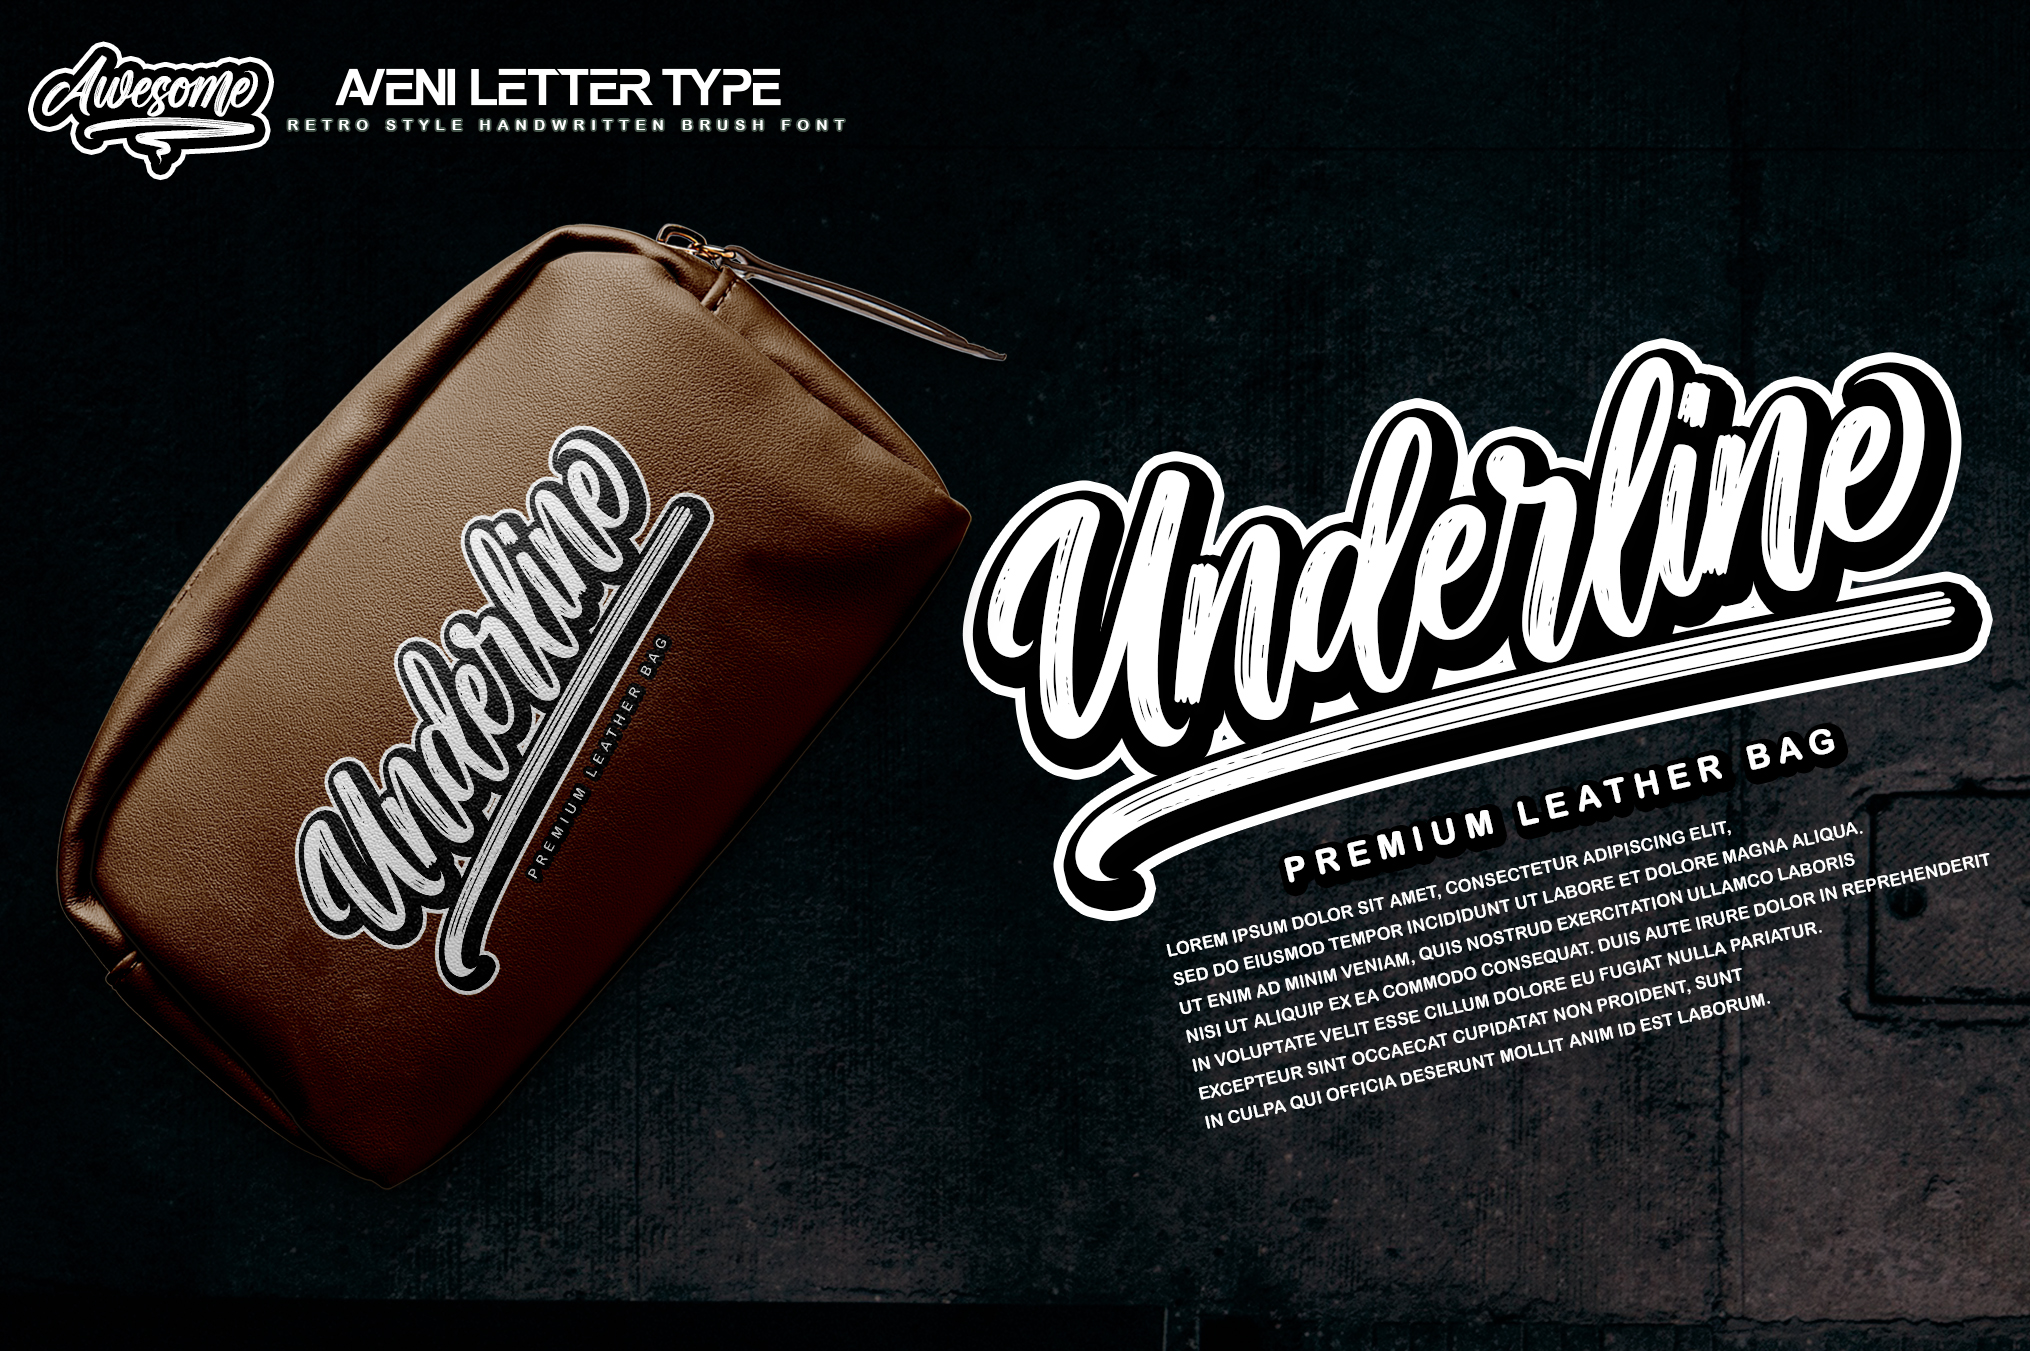 Awesome
AVENI LETTER TYPE
RETRO STYLE HANDWRITTEN BRUSH FONT
Underline
PREMIUM LEATHER BAG
Underline
PREMIUM LEATHER BAG
LOREM IPSUM DOLOR SIT AMET, CONSECTETUR ADIPISCING ELIT,
SED DO EIUSMOD TEMPOR INCIDIDUNT UT LABORE ET DOLORE MAGNA ALIQUA.
UT ENIM AD MINIM VENIAM, QUIS NOSTRUD EXERCITATION ULLAMCO LABORIS
NISI UT ALIQUIP EX EA COMMODO CONSEQUAT. DUIS AUTE IRURE DOLOR IN REPREHENDERIT
IN VOLUPTATE VELIT ESSE CILLUM DOLORE EU FUGIAT NULLA PARIATUR.
EXCEPTEUR SINT OCCAECAT CUPIDATAT NON PROIDENT, SUNT
IN CULPA QUI OFFICIA DESERUNT MOLLIT ANIM ID EST LABORUM.